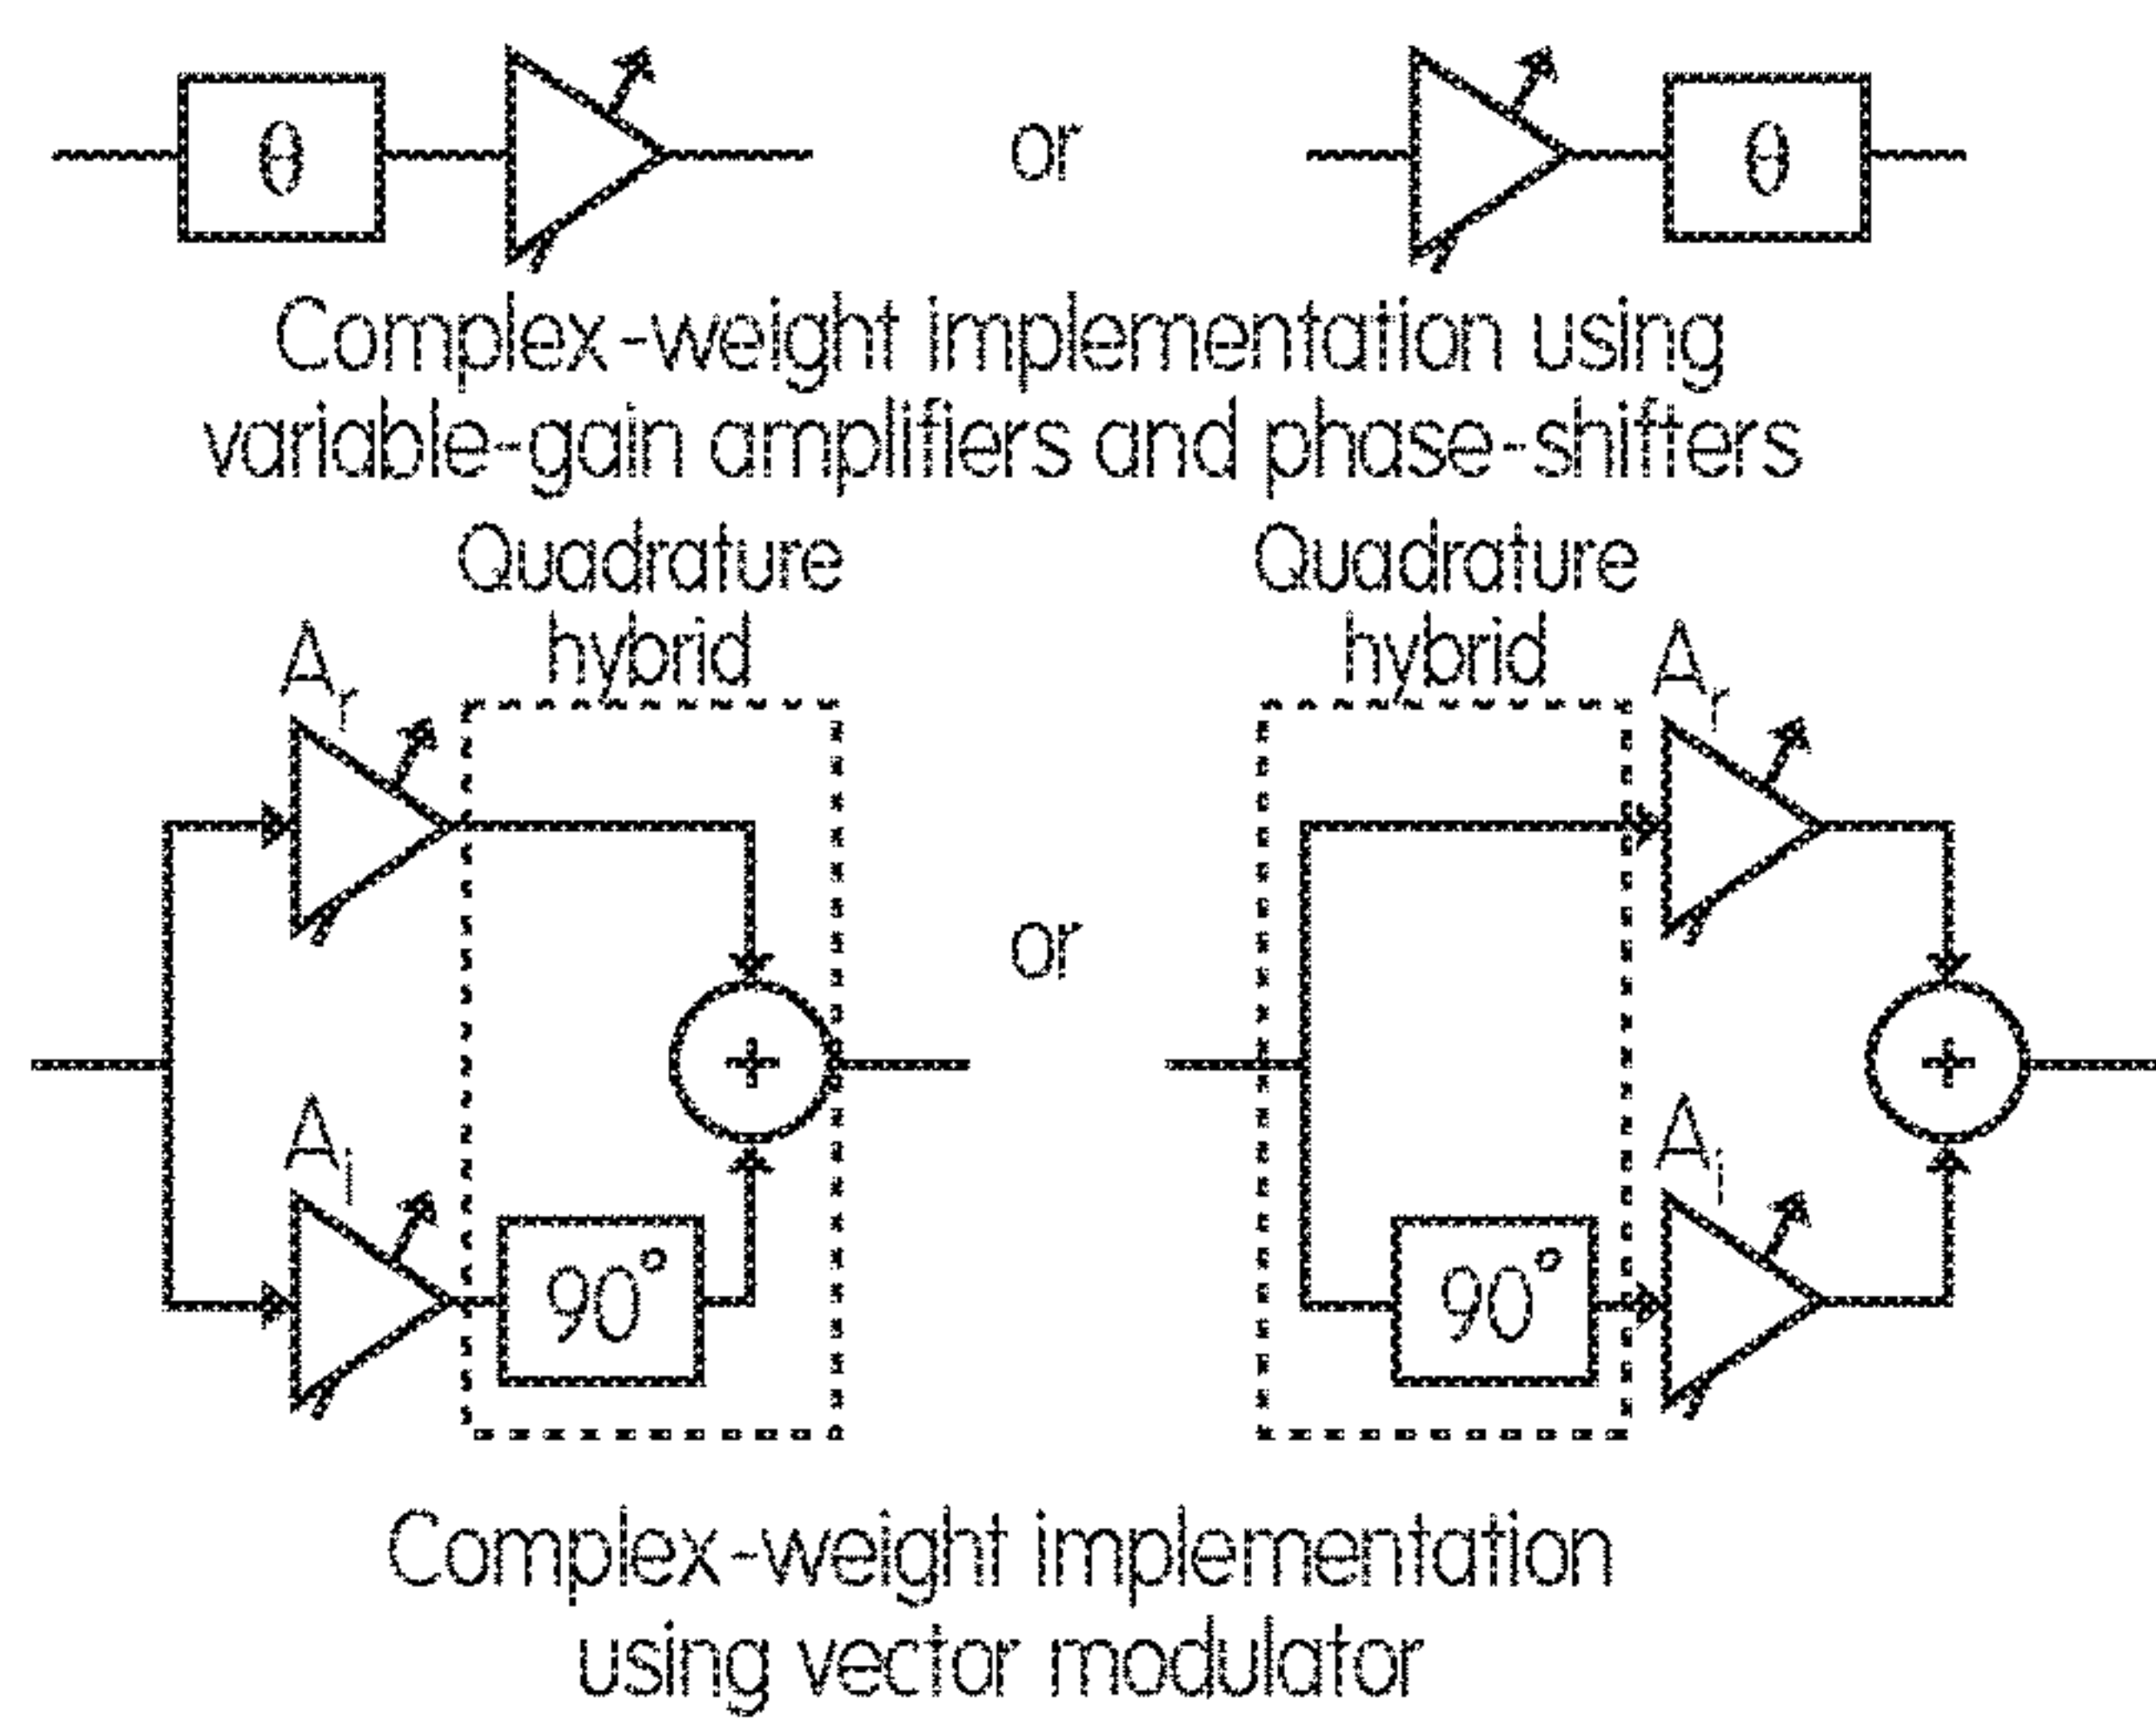 θ or θ
Complex-weight implementation using
variable-gain amplifiers and phase-shifters
Quadrature Quadrature
hybrid hybrid
Ar Ar
or
+ +
Ai Ai
90° 90°
Complex-weight implementation
using vector modulator